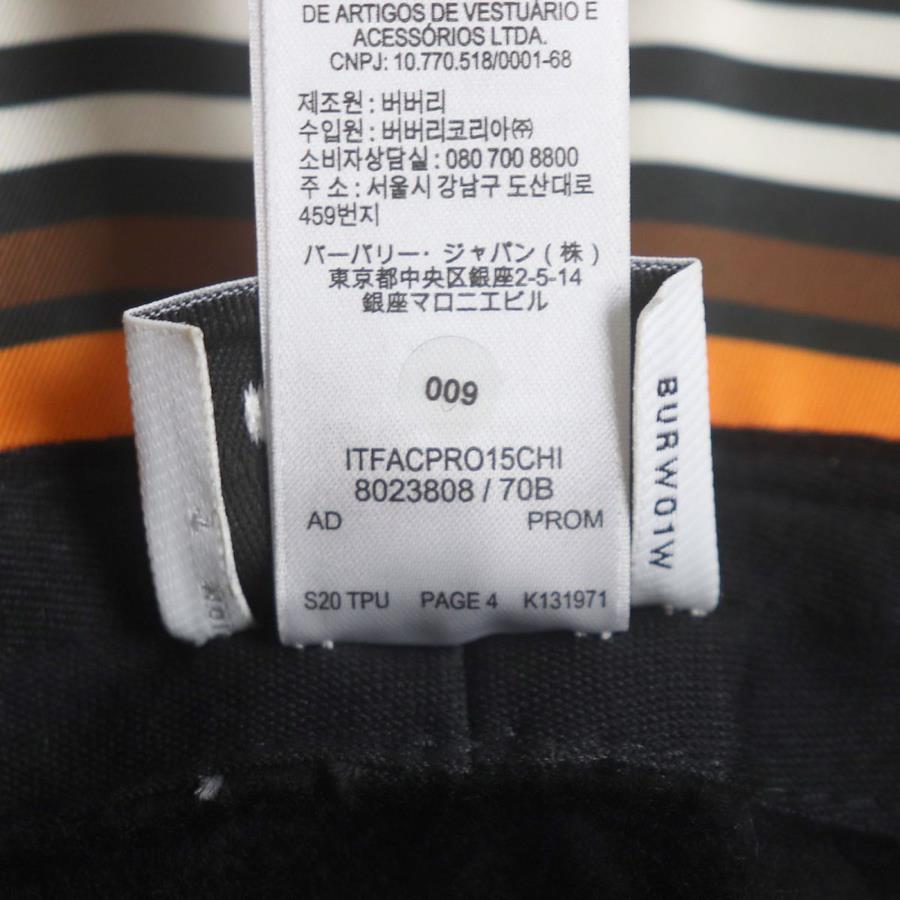 DE ARTIGOS DE VESTUÁRIO E
ACESSÓRIOS LTDA.
CNPJ: 10.770.518/0001-68
제조원 : 버버리
수입원 : 버버리코리아㈜
소비자상담실 : 080 700 8800
주 소 : 서울시 강남구 도산대로
459번지
バーバリー・ジャパン ( 株 )
東京都中央区銀座2-5-14
銀座マロニエビル
009
ITFACPRO15CHI
8023808 / 70B
AD PROM
S20 TPU PAGE 4 K131971
BURW01W